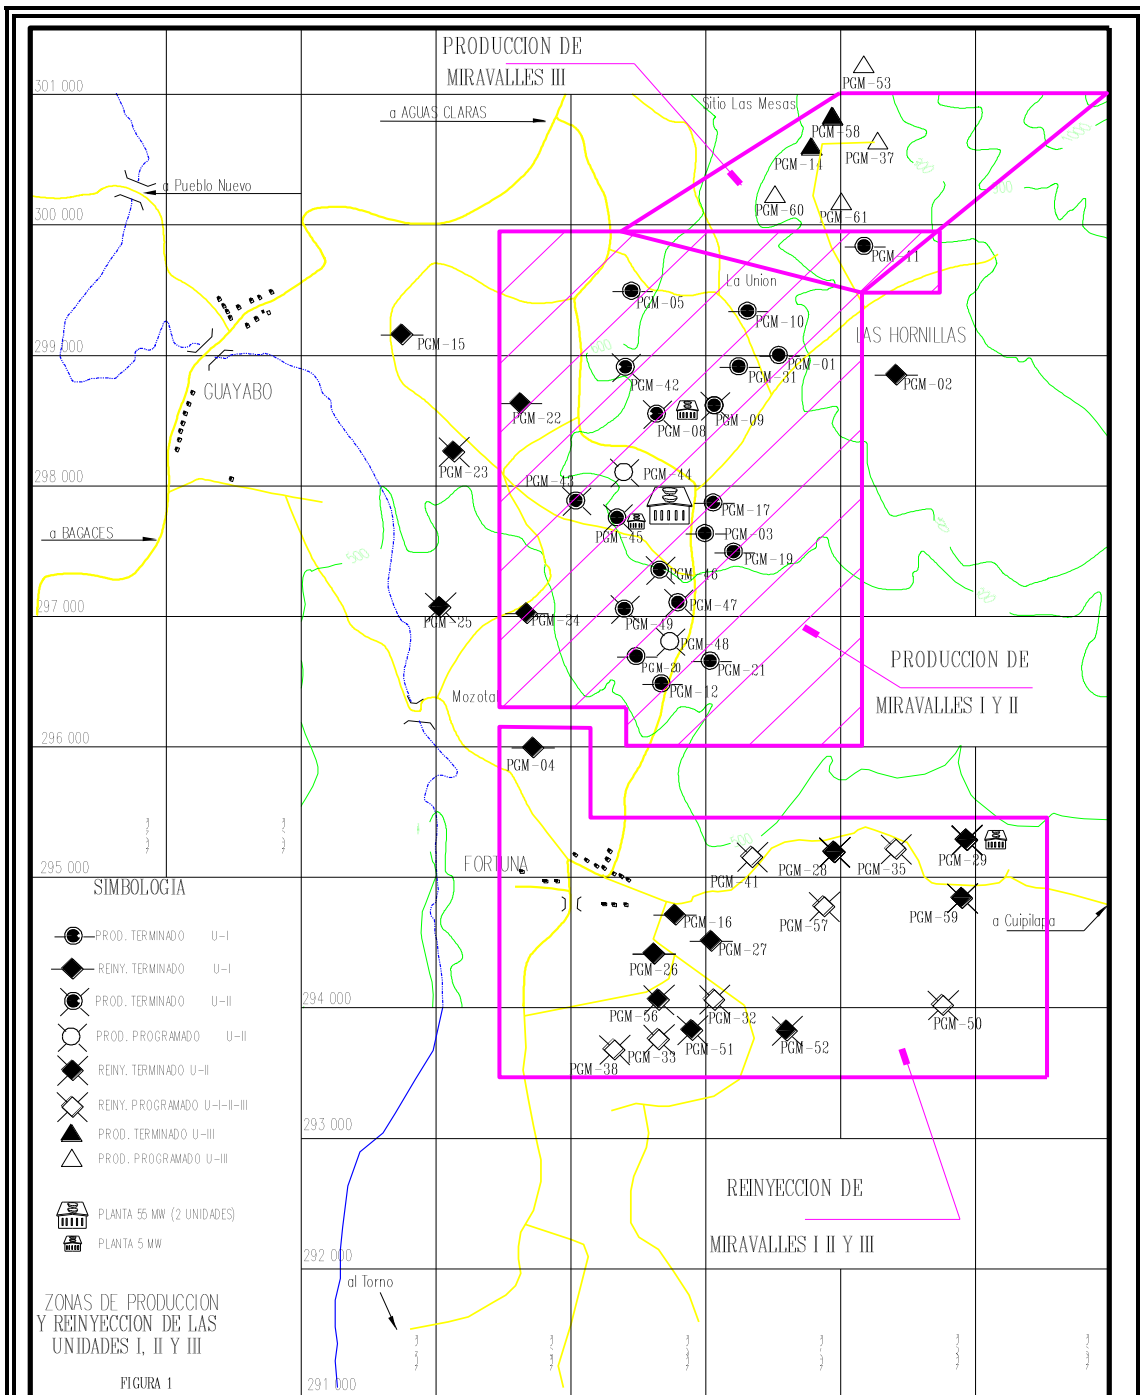 PRODUCCION DE
MIRAVALLES III
PGM-53
301 000
Sitio Las Mesas
a AGUAS CLARAS
PGM-58
PGM-14
PGM-37
a Pueblo Nuevo
PGM-60
PGM-61
300 000
PGM-11
La Union
PGM-05
PGM-10
LAS HORNILLAS
PGM-15
299 000
PGM-01
PGM-31
PGM-42
PGM-02
GUAYABO
PGM-22
PGM-08
PGM-09
PGM-23
PGM-44
298 000
PGM-43
PGM-17
a BAGACES
PGM-45
PGM-03
PGM-19
500
PGM-46
297 000
PGM-47
PGM-25
PGM-24
PGM-49
PGM-48
PGM-20
PGM-21
PRODUCCION DE
MIRAVALLES I Y II
PGM-12
Mozotal
296 000
PGM-04
295 000
FORTUNA
PGM-41
PGM-28
PGM-35
PGM-29
SIMBOLOGIA
PGM-16
PGM-57
PGM-59
a Cuipilapa
PROD. TERMINADO U-I
PGM-27
REINY. TERMINADO U-I
PGM-26
PROD. TERMINADO U-II
294 000
PGM-56
PGM-32
PGM-50
PROD. PROGRAMADO U-II
PGM-33
PGM-51
PGM-52
PGM-38
REINY. TERMINADO U-II
REINY. PROGRAMADO U-I-II-III
PROD. TERMINADO U-III
293 000
PROD. PROGRAMADO U-III
REINYECCION DE
MIRAVALLES I II Y III
PLANTA 55 MW (2 UNIDADES)
PLANTA 5 MW
292 000
al Torno
ZONAS DE PRODUCCION
Y REINYECCION DE LAS
UNIDADES I, II Y III
FIGURA 1
291 000